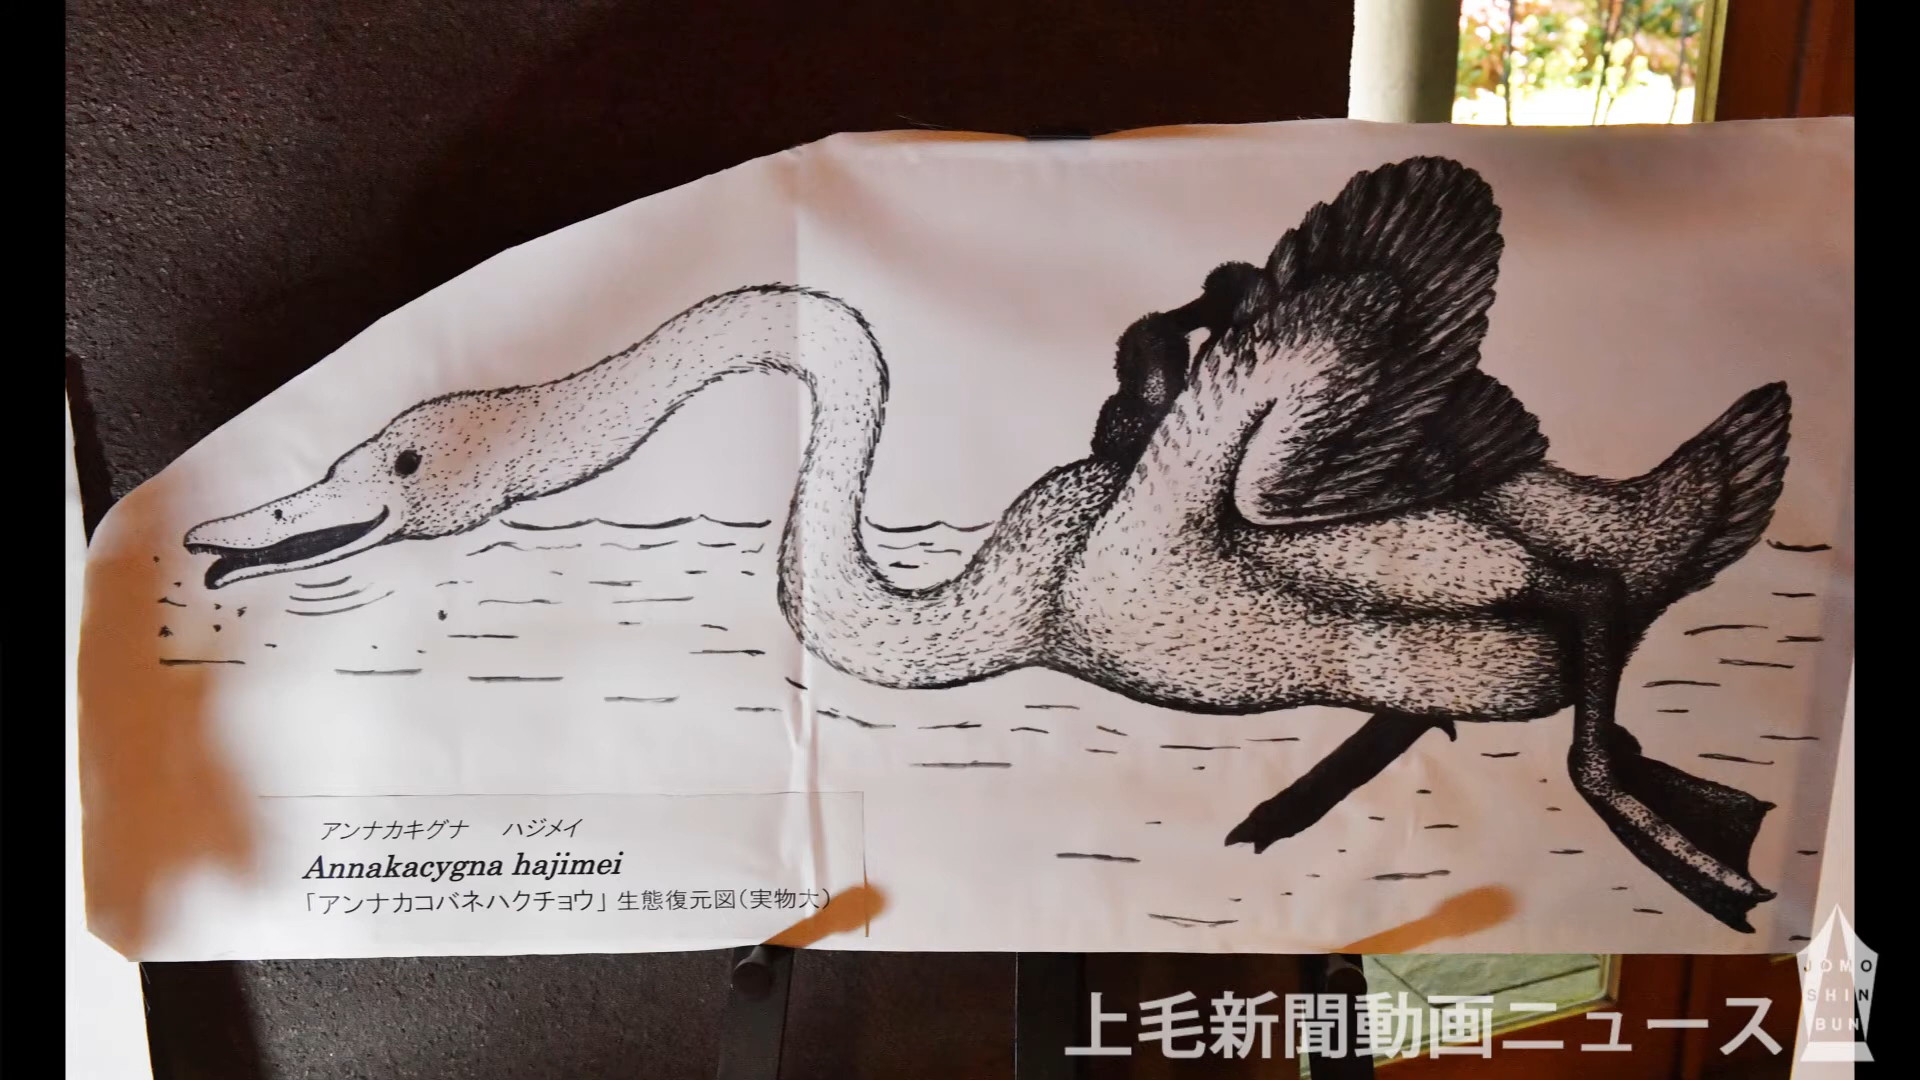 アンナカキグナ ハジメイ
Annakacygna hajimei
「アンナカコバネハクチョウ」生態復元図(実物大)
上毛新聞動画ニュース
JOMO
SHIN
BUN